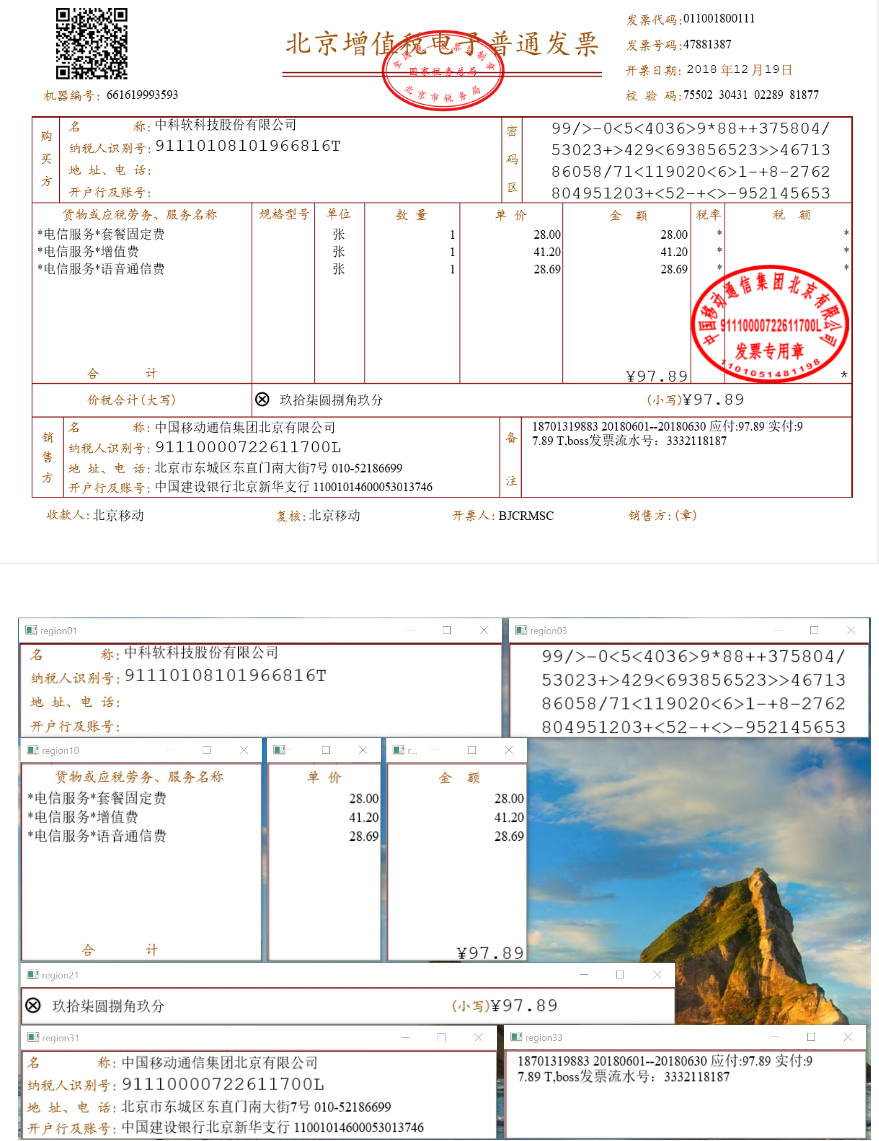 北京增值税电子普通发票
全国统一发票监制章
国家税务总局
北京市税务局
发票代码:011001800111
发票号码:47881387
开票日期: 2018 年12 月19日
机器编号: 661619993593
校 验 码:75502 30431 02289 81877
购买方
名 称: 中科软科技股份有限公司
纳税人识别号: 91110108101966816T
地 址、电 话:
开户行及账号:
密码区
99/>-0<5<4036>9*88++375804/
53023+>429<693856523>>46713
86058/71<119020<6>1-+8-2762
804951203+<52-+<>-952145653
货物或应税劳务、服务名称 规格型号 单位 数 量 单 价 金 额 税率 税 额
*电信服务*套餐固定费 张 1 28.00 28.00 * *
*电信服务*增值费 张 1 41.20 41.20 * *
*电信服务*语音通信费 张 1 28.69 28.69 * *
中国移动通信集团北京有限公司
91110000722611700L
发票专用章
1101051481198
合 计 ¥97.89 *
价税合计(大写) ⊗ 玖拾柒圆捌角玖分 (小写)¥97.89
销售方
名 称: 中国移动通信集团北京有限公司
纳税人识别号: 91110000722611700L
地 址、电 话: 北京市东城区东直门南大街7号 010-52186699
开户行及账号: 中国建设银行北京新华支行 11001014600053013746
备注
18701319883 20180601--20180630 应付:97.89 实付:9
7.89 T,boss发票流水号: 3332118187
收款人: 北京移动 复核: 北京移动 开票人: BJCRMSC 销售方:(章)
region01
名 称: 中科软科技股份有限公司
纳税人识别号: 91110108101966816T
地 址、电 话:
开户行及账号:
region03
99/>-0<5<4036>9*88++375804/
53023+>429<693856523>>46713
86058/71<119020<6>1-+8-2762
804951203+<52-+<>-952145653
region10
货物或应税劳务、服务名称
*电信服务*套餐固定费
*电信服务*增值费
*电信服务*语音通信费
合 计
单 价
28.00
41.20
28.69
r...
金 额
28.00
41.20
28.69
¥97.89
region21
⊗ 玖拾柒圆捌角玖分 (小写)¥97.89
region31
名 称: 中国移动通信集团北京有限公司
纳税人识别号: 91110000722611700L
地 址、电 话: 北京市东城区东直门南大街7号 010-52186699
开户行及账号: 中国建设银行北京新华支行 11001014600053013746
region33
18701319883 20180601--20180630 应付:97.89 实付:9
7.89 T,boss发票流水号: 3332118187